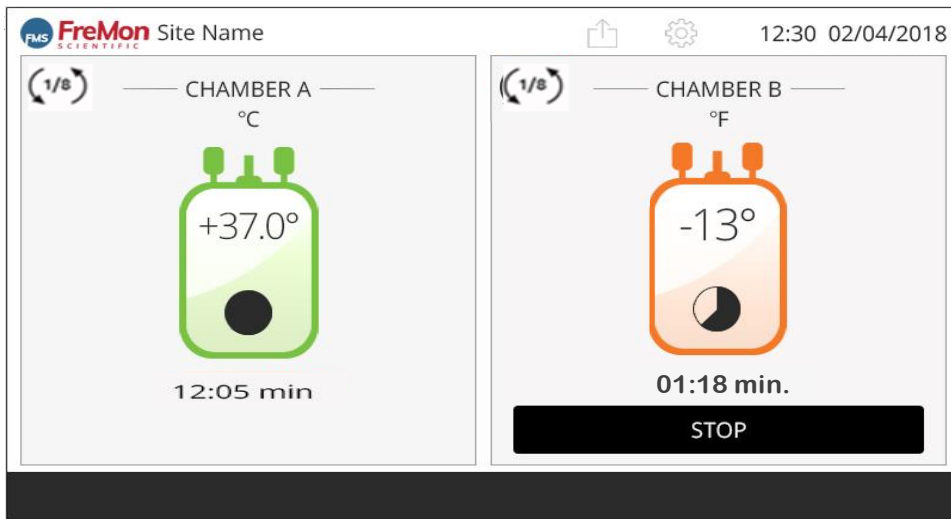 FMS FreMon SCIENTIFIC Site Name 12:30 02/04/2018
(1/8) CHAMBER A
°C
+37.0°
12:05 min
(1/8) CHAMBER B
°F
-13°
01:18 min.
STOP